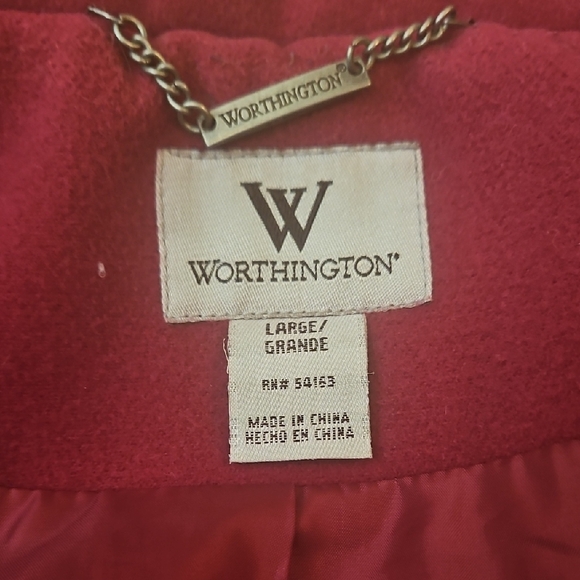 WORTHINGTON®
W
WORTHINGTON®
LARGE/
GRANDE
RN# 54163
MADE IN CHINA
HECHO EN CHINA